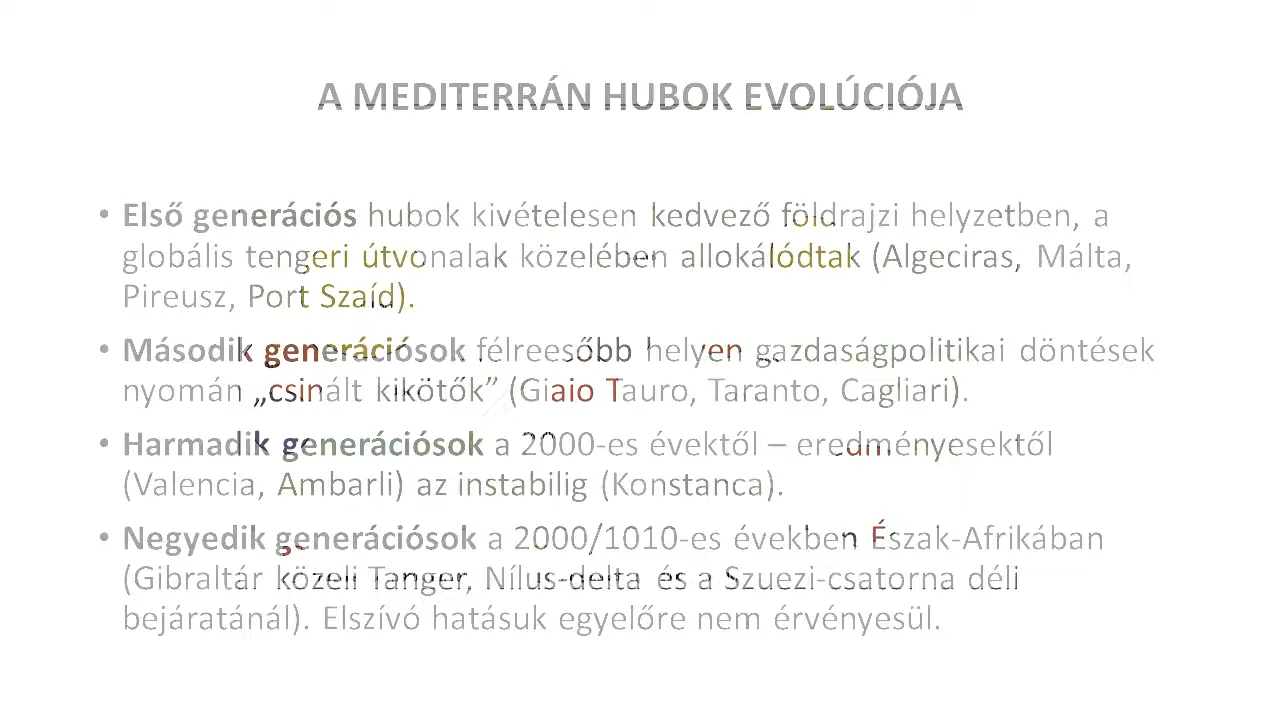 A MEDITERRÁN HUBOK EVOLÚCIÓJA
• Első generációs hubok kivételesen kedvező földrajzi helyzetben, a
globális tengeri útvonalak közelében allokálódtak (Algeciras, Málta,
Pireusz, Port Szaíd).
• Második generációsok félreesőbb helyen gazdaságpolitikai döntések
nyomán „csinált kikötők” (Giaio Tauro, Taranto, Cagliari).
• Harmadik generációsok a 2000-es évektől – eredményesektől
(Valencia, Ambarli) az instabilig (Konstanca).
• Negyedik generációsok a 2000/1010-es években Észak-Afrikában
(Gibraltár közeli Tanger, Nílus-delta és a Szuezi-csatorna déli
bejáratánál). Elszívó hatásuk egyelőre nem érvényesül.